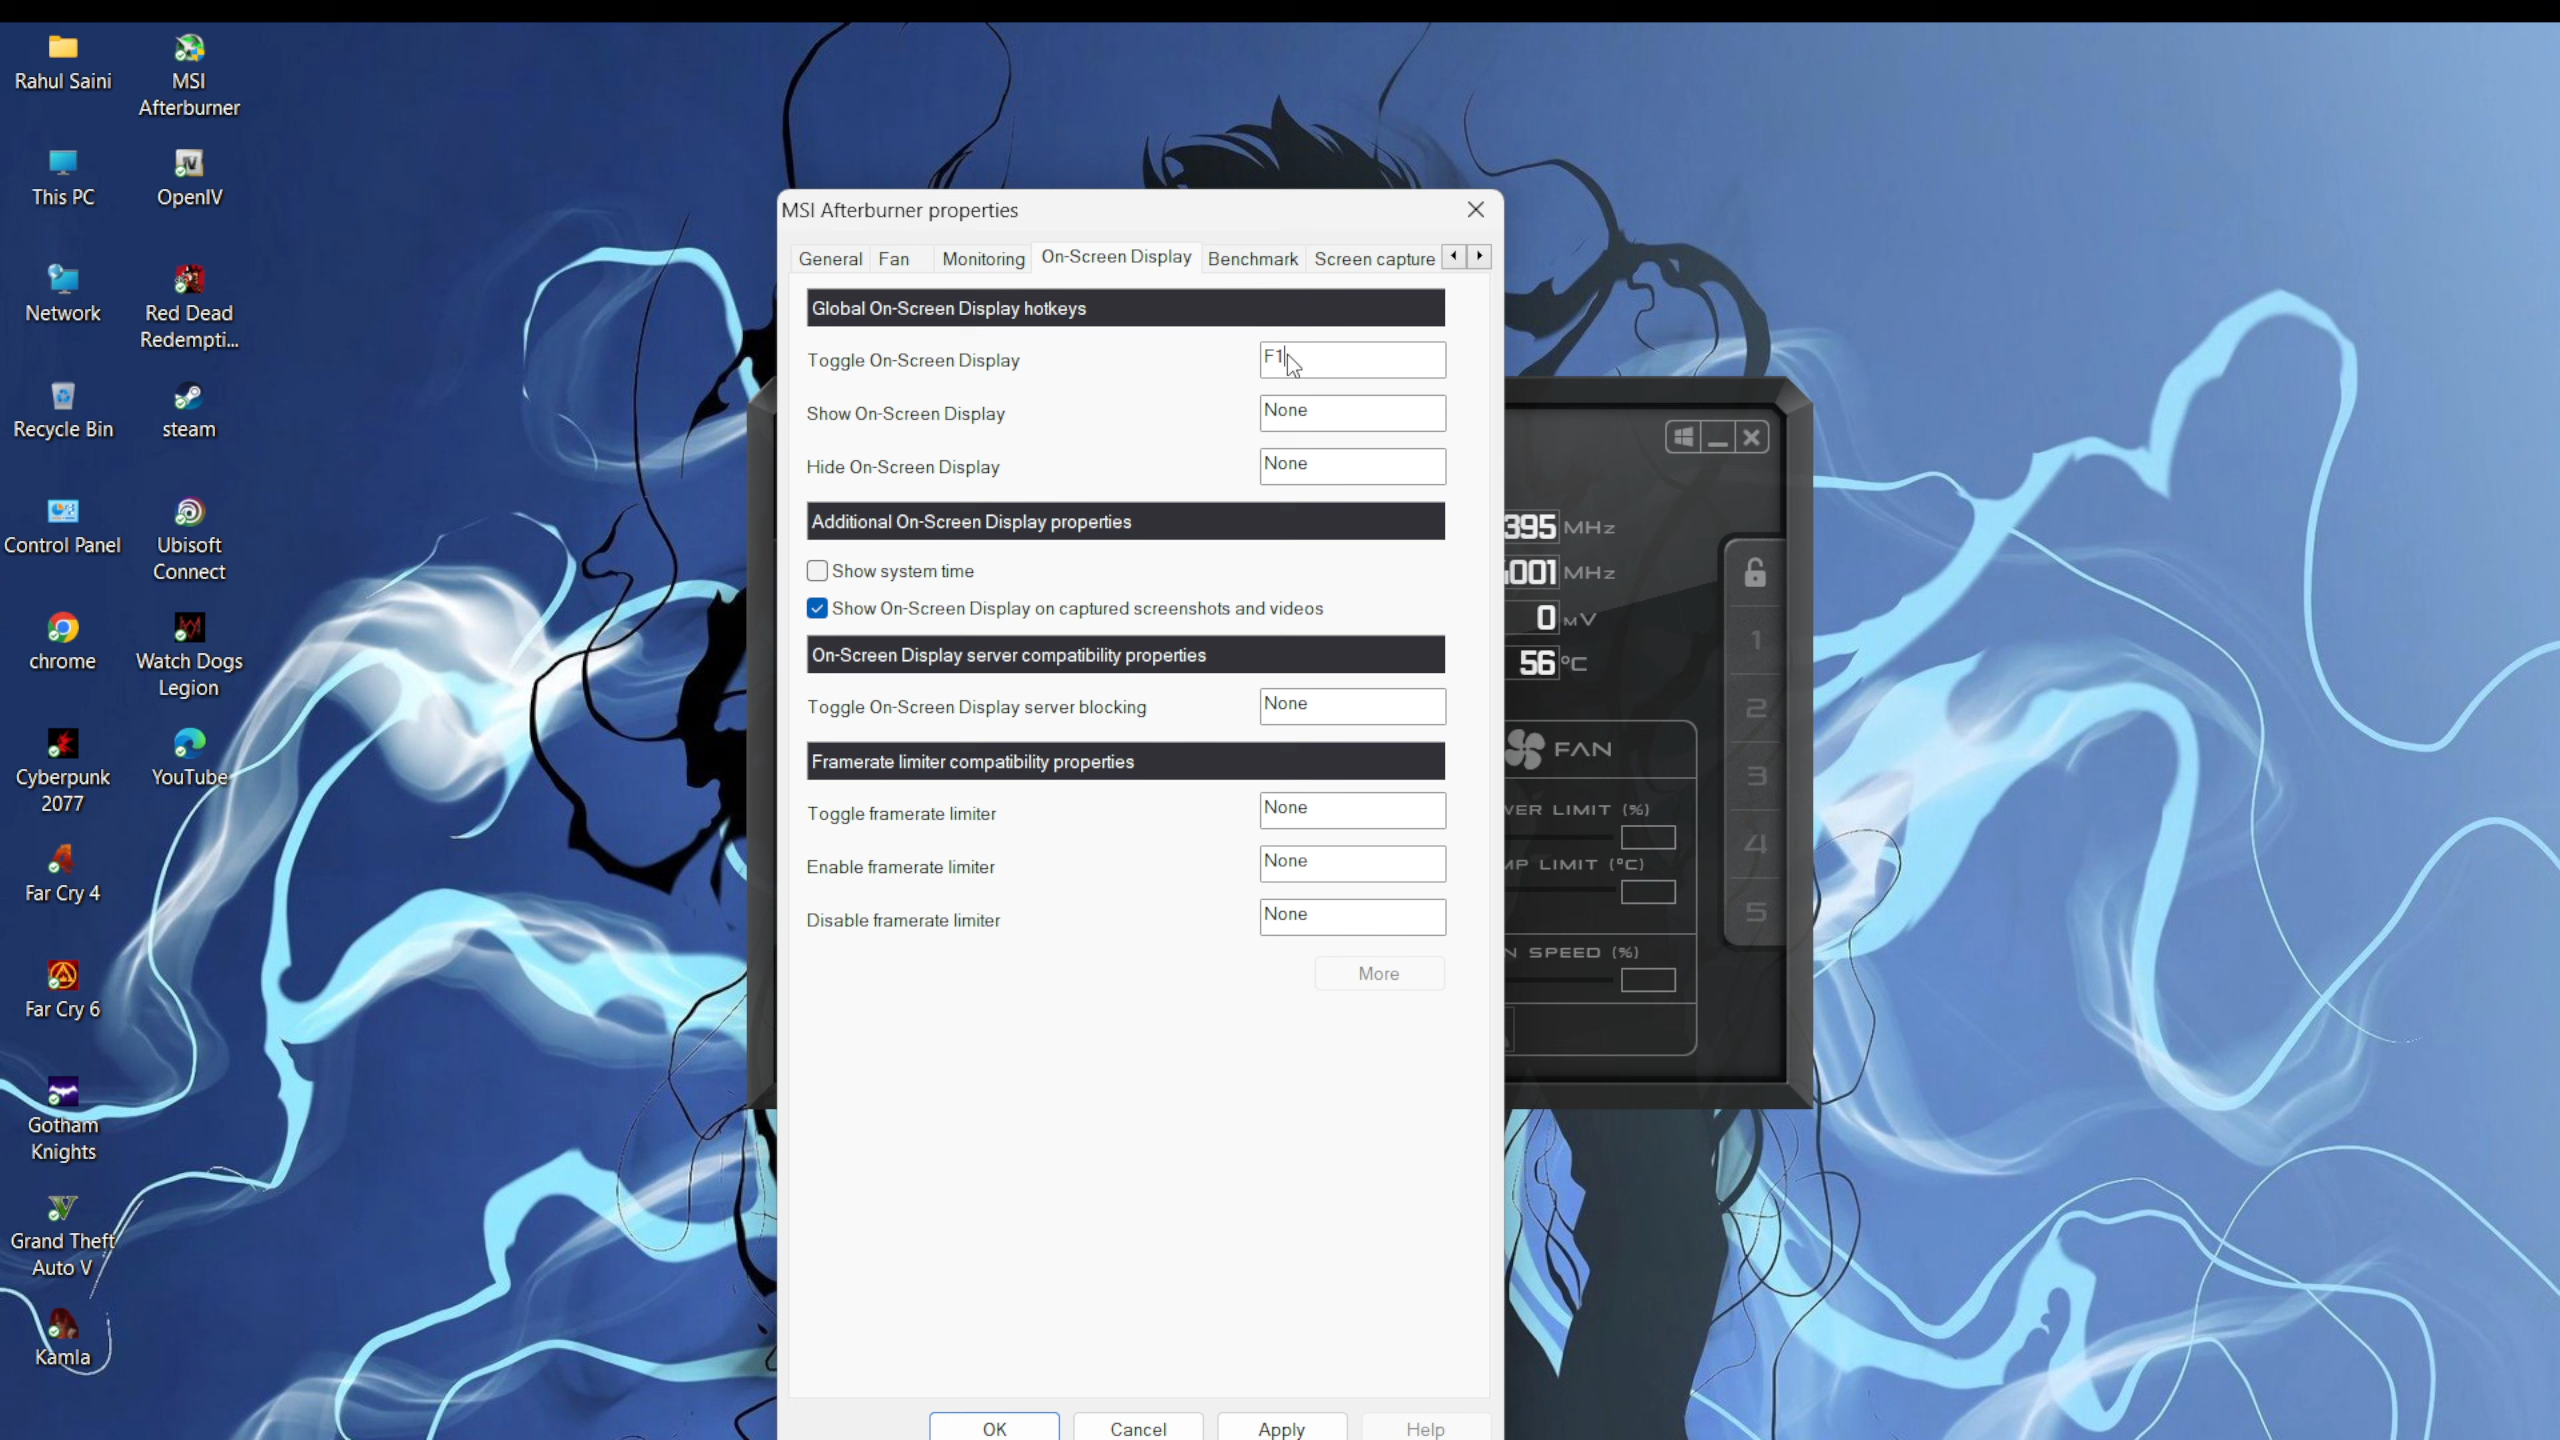 Rahul Saini
MSI
Afterburner
This PC
OpenIV
Network
Red Dead
Redempti...
Recycle Bin
steam
Control Panel
Ubisoft
Connect
chrome
Watch Dogs
Legion
Cyberpunk
2077
YouTube
Far Cry 4
Far Cry 6
Gotham
Knights
Grand Theft
Auto V
Kamla
MSI Afterburner properties
General Fan Monitoring On-Screen Display Benchmark Screen capture
Global On-Screen Display hotkeys
Toggle On-Screen Display F1
Show On-Screen Display None
Hide On-Screen Display None
Additional On-Screen Display properties
Show system time
Show On-Screen Display on captured screenshots and videos
On-Screen Display server compatibility properties
Toggle On-Screen Display server blocking None
Framerate limiter compatibility properties
Toggle framerate limiter None
Enable framerate limiter None
Disable framerate limiter None
More
OK Cancel Apply Help
395 MHz
001 MHz
0 mV
56 °C
FAN
VER LIMIT (%)
MP LIMIT (°C)
N SPEED (%)
1
2
3
4
5